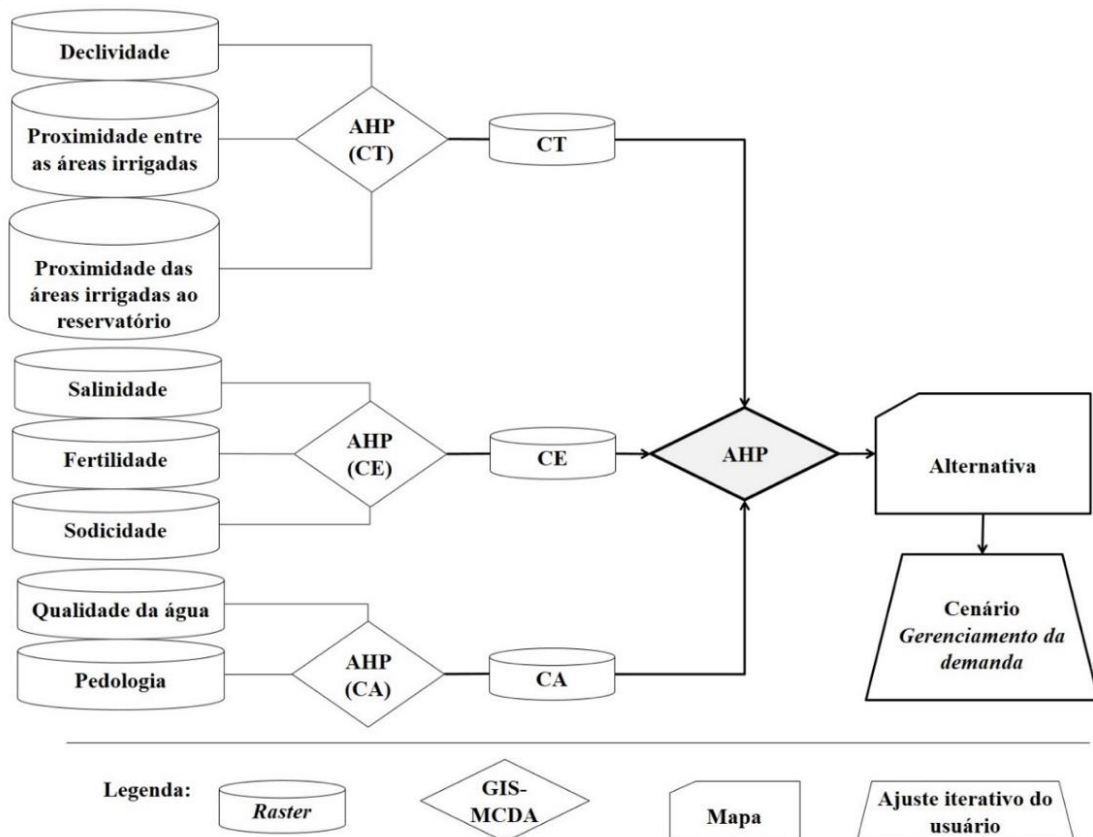 Declividade
Proximidade entre
as áreas irrigadas
Proximidade das
áreas irrigadas ao
reservatório
AHP
(CT)
CT
Salinidade
Fertilidade
Sodicidade
AHP
(CE)
CE
Qualidade da água
Pedologia
AHP
(CA)
CA
AHP
Alternativa
Cenário
Gerenciamento da
demanda
Legenda:
Raster
GIS-
MCDA
Mapa
Ajuste iterativo do
usuário